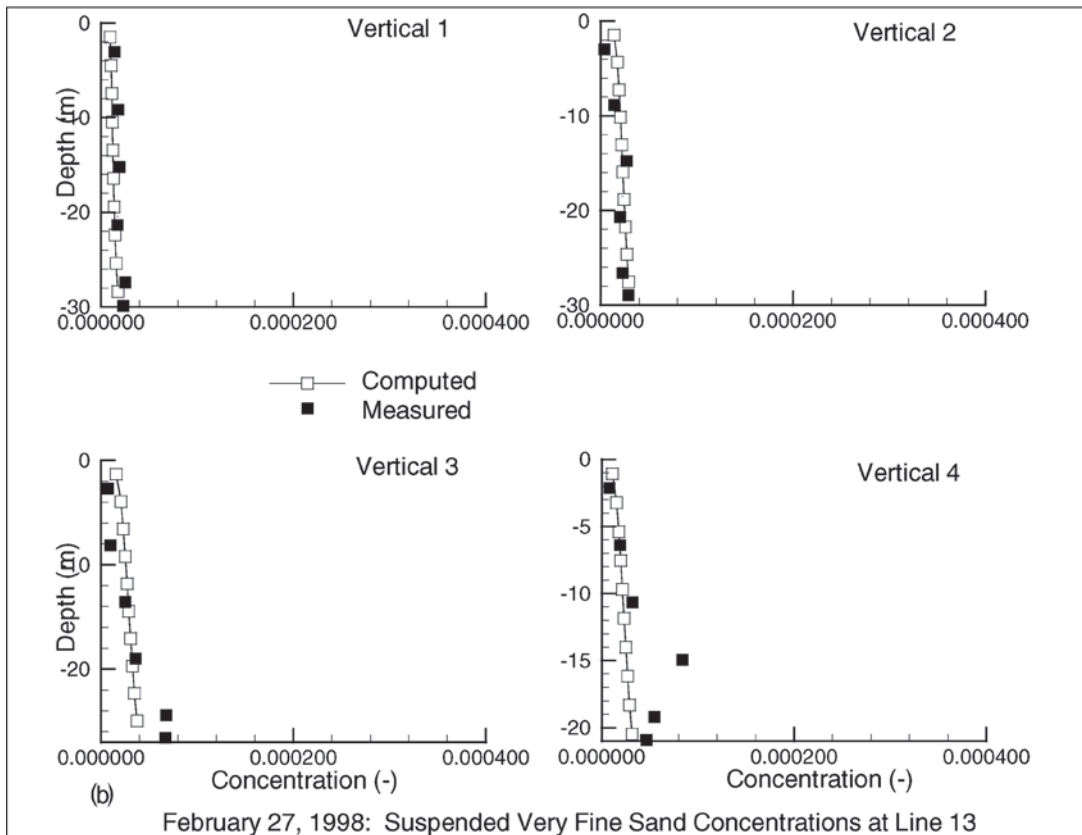 Vertical 1
0
-10
-20
-30
Depth (m)
0.000000
0.000200
0.000400
Vertical 2
0
-10
-20
-30
0.000000
0.000200
0.000400
Computed
Measured
Vertical 3
0
-10
-20
Depth (m)
0.000000
0.000200
0.000400
Concentration (-)
Vertical 4
0
-5
-10
-15
-20
0.000000
0.000200
0.000400
Concentration (-)
(b)
February 27, 1998: Suspended Very Fine Sand Concentrations at Line 13